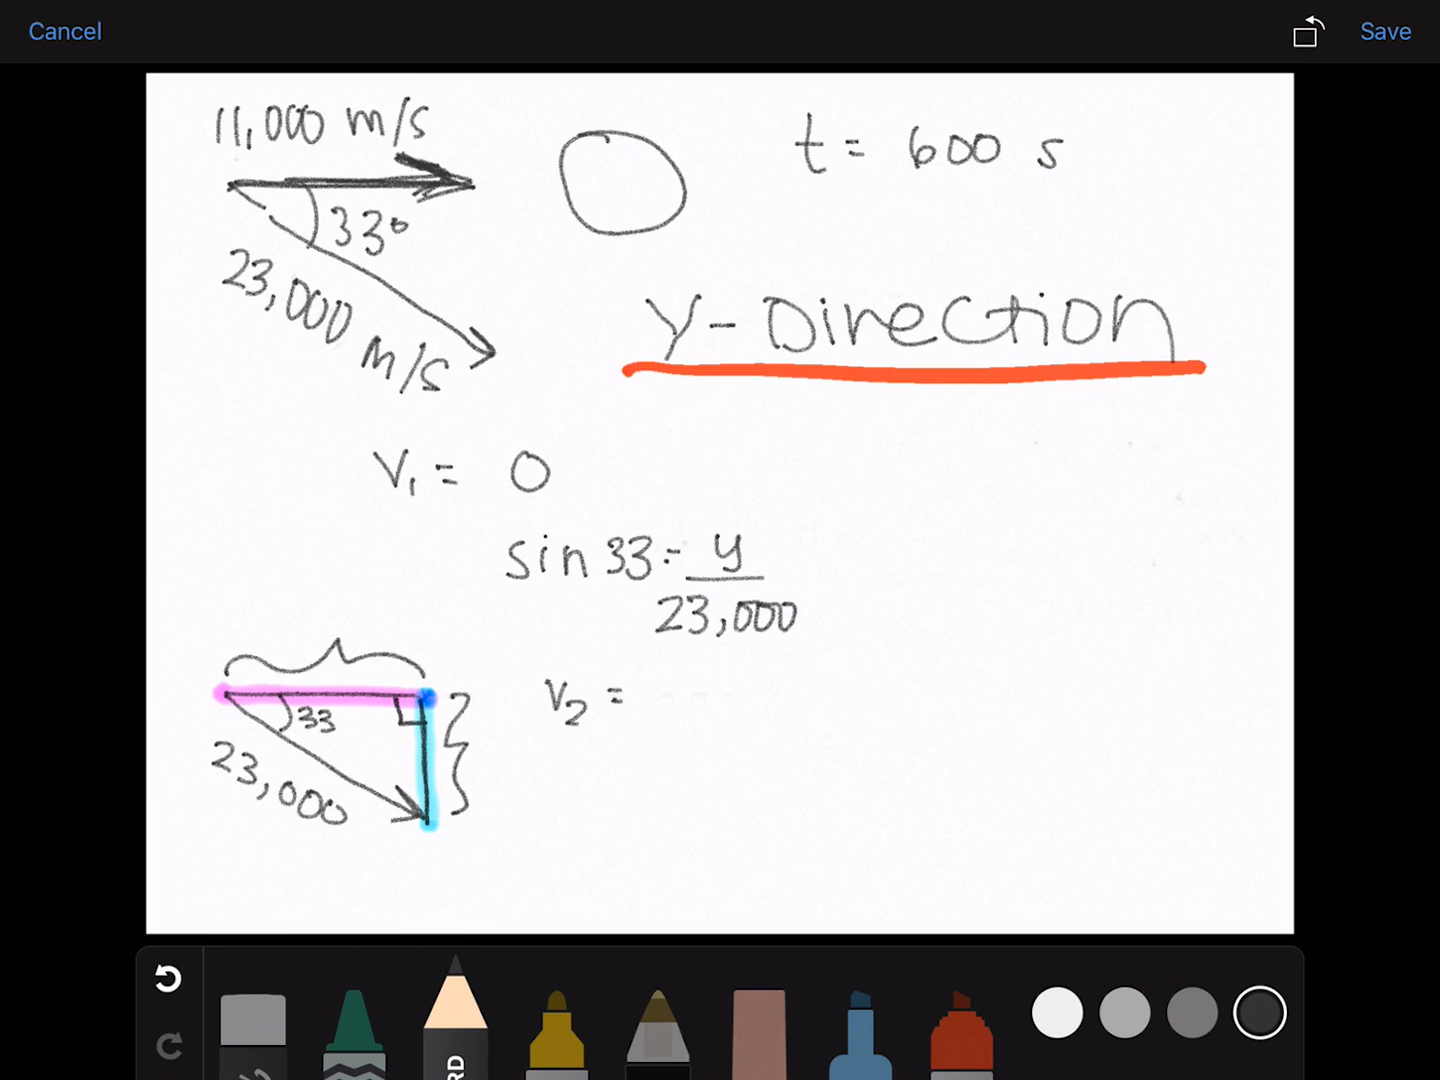 Cancel
Save
11,000 m/s
t = 600 s
33°
23,000 m/s
Y-Direction
V₁ = 0
sin 33 = y
23,000
V₂ =
33
23,000
RD